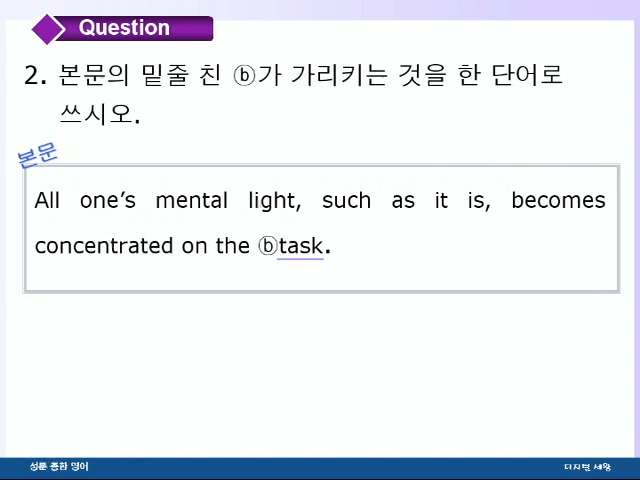 Question
2. 본문의 밑줄 친 ⓑ가 가리키는 것을 한 단어로
쓰시오.
본문
All one's mental light, such as it is, becomes
concentrated on the ⓑtask.
성문 종합 영어
디지털 세황